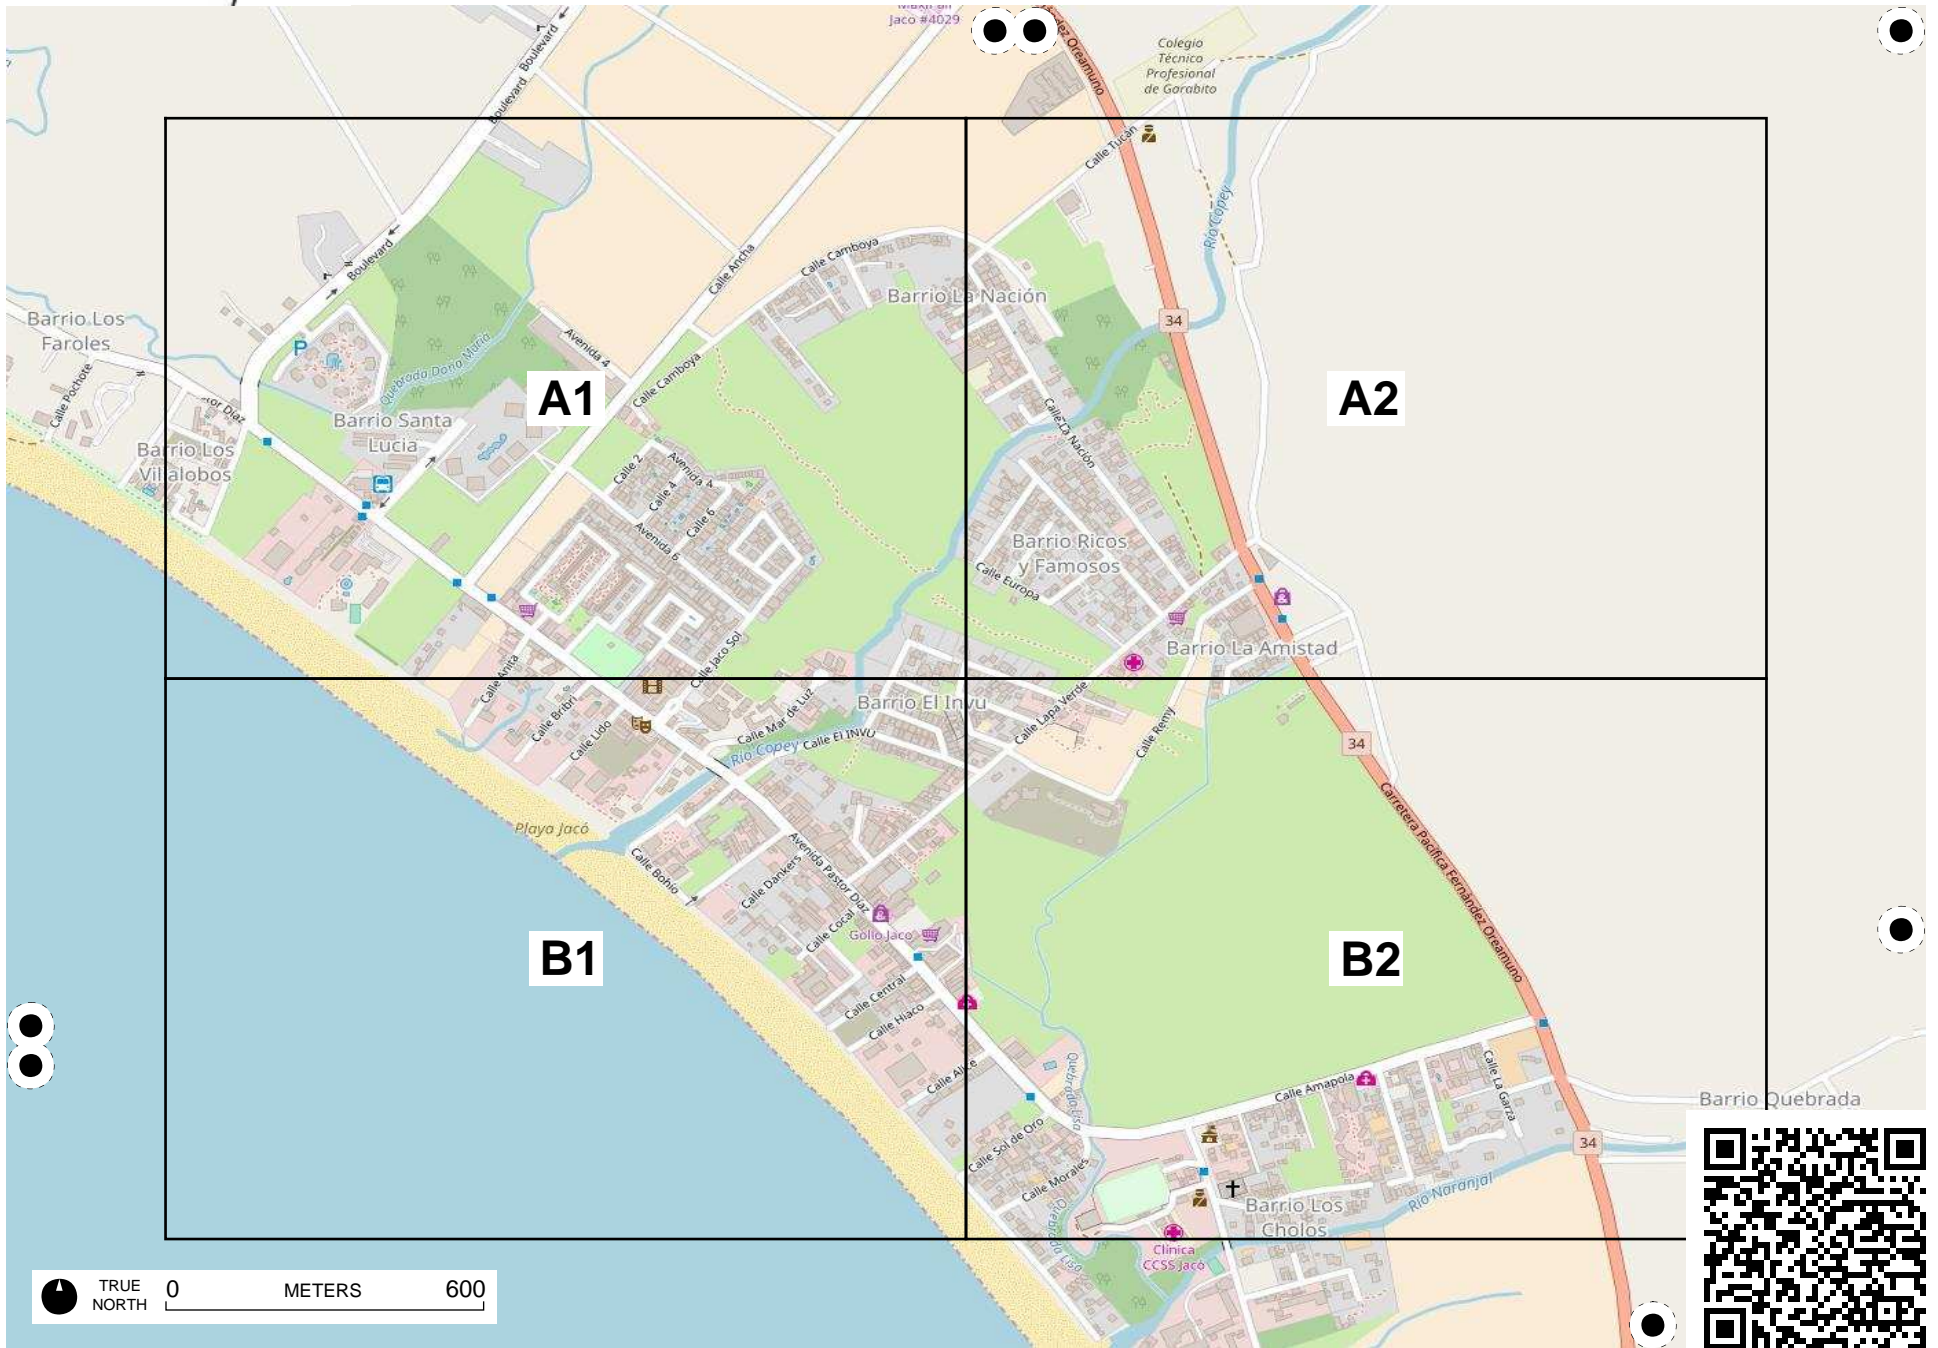 Jaco #4029
Boulevard
Boulevard
Boulevard
Colegio
Técnico
Profesional
de Garabito
Calle Tucán
Río Copey
Calle Ancha
Calle Camboya
Barrio La Nación
Barrio Los
Faroles
P
Avenida 4
Quebrada Doña María
Calle Camboya
34
Calle Pochote
Barrio Santa
Lucia
A1
A2
Barrio Los
Villalobos
Calle La Nación
Calle 2
Avenida 4
Calle 4
Calle 6
Avenida 6
Barrio Ricos
y Famosos
Calle Europa
Barrio La Amistad
Calle Jaco Sol
Calle Anita
Calle Bribri
Calle Lido
Calle Mar de Luz
Barrio El Invu
Calle Lapa Verde
Calle Remy
Río Copey
Calle El INVU
34
Carretera Pacífica Fernández Oreamuno
Playa Jacó
Calle Bohío
Avenida Pastor Díaz
Calle Dankers
Calle Cocal
Gollo Jaco
B1
B2
Calle Central
Calle Hiaco
Calle Alice
Quebrada Lisa
Calle Amapola
Calle La Garza
Barrio Quebrada
Calle Sol de Oro
Calle Morales
34
Río Naranjal
Barrio Los
Cholos
Quebrada Lisa
Clínica
CCSS Jacó
TRUE
NORTH
0 METERS 600